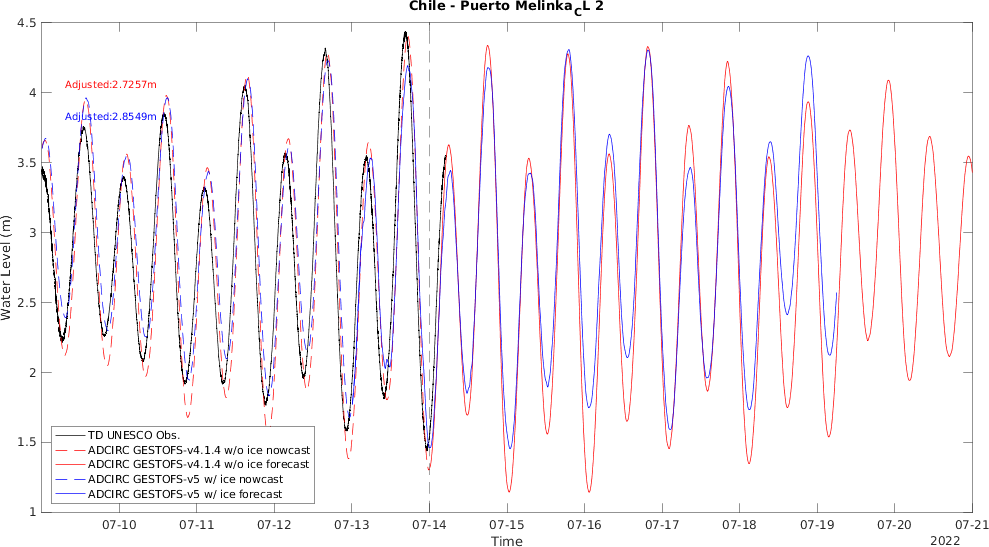 Chile - Puerto Melinka_CL 2
4.5
4
3.5
3
2.5
2
1.5
1
Water Level (m)
Adjusted:2.7257m
Adjusted:2.8549m
TD UNESCO Obs.
ADCIRC GESTOFS-v4.1.4 w/o ice nowcast
ADCIRC GESTOFS-v4.1.4 w/o ice forecast
ADCIRC GESTOFS-v5 w/ ice nowcast
ADCIRC GESTOFS-v5 w/ ice forecast
07-10 07-11 07-12 07-13 07-14 07-15 07-16 07-17 07-18 07-19 07-20 07-21
Time
2022